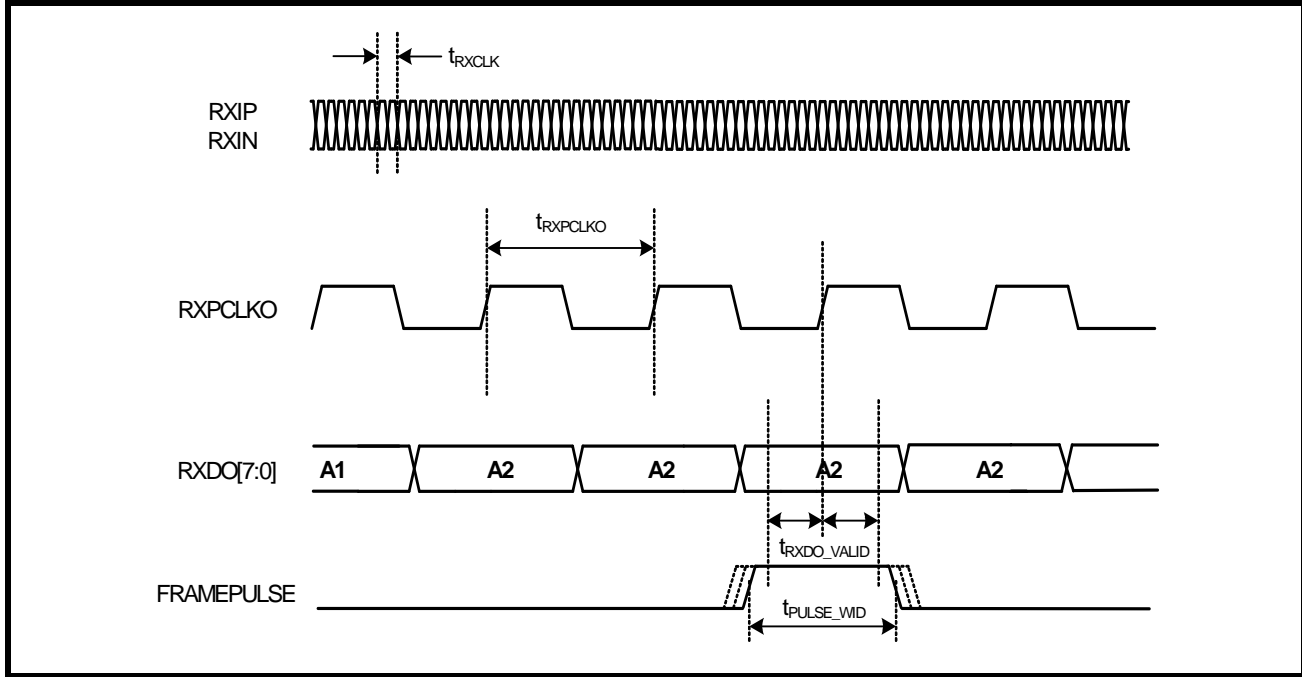 tRXCLK
RXIP
RXIN
tRXPCLKO
RXPCLKO
RXDO[7:0] A1 A2 A2 A2 A2
tRXDO_VALID
FRAMEPULSE
tPULSE_WID